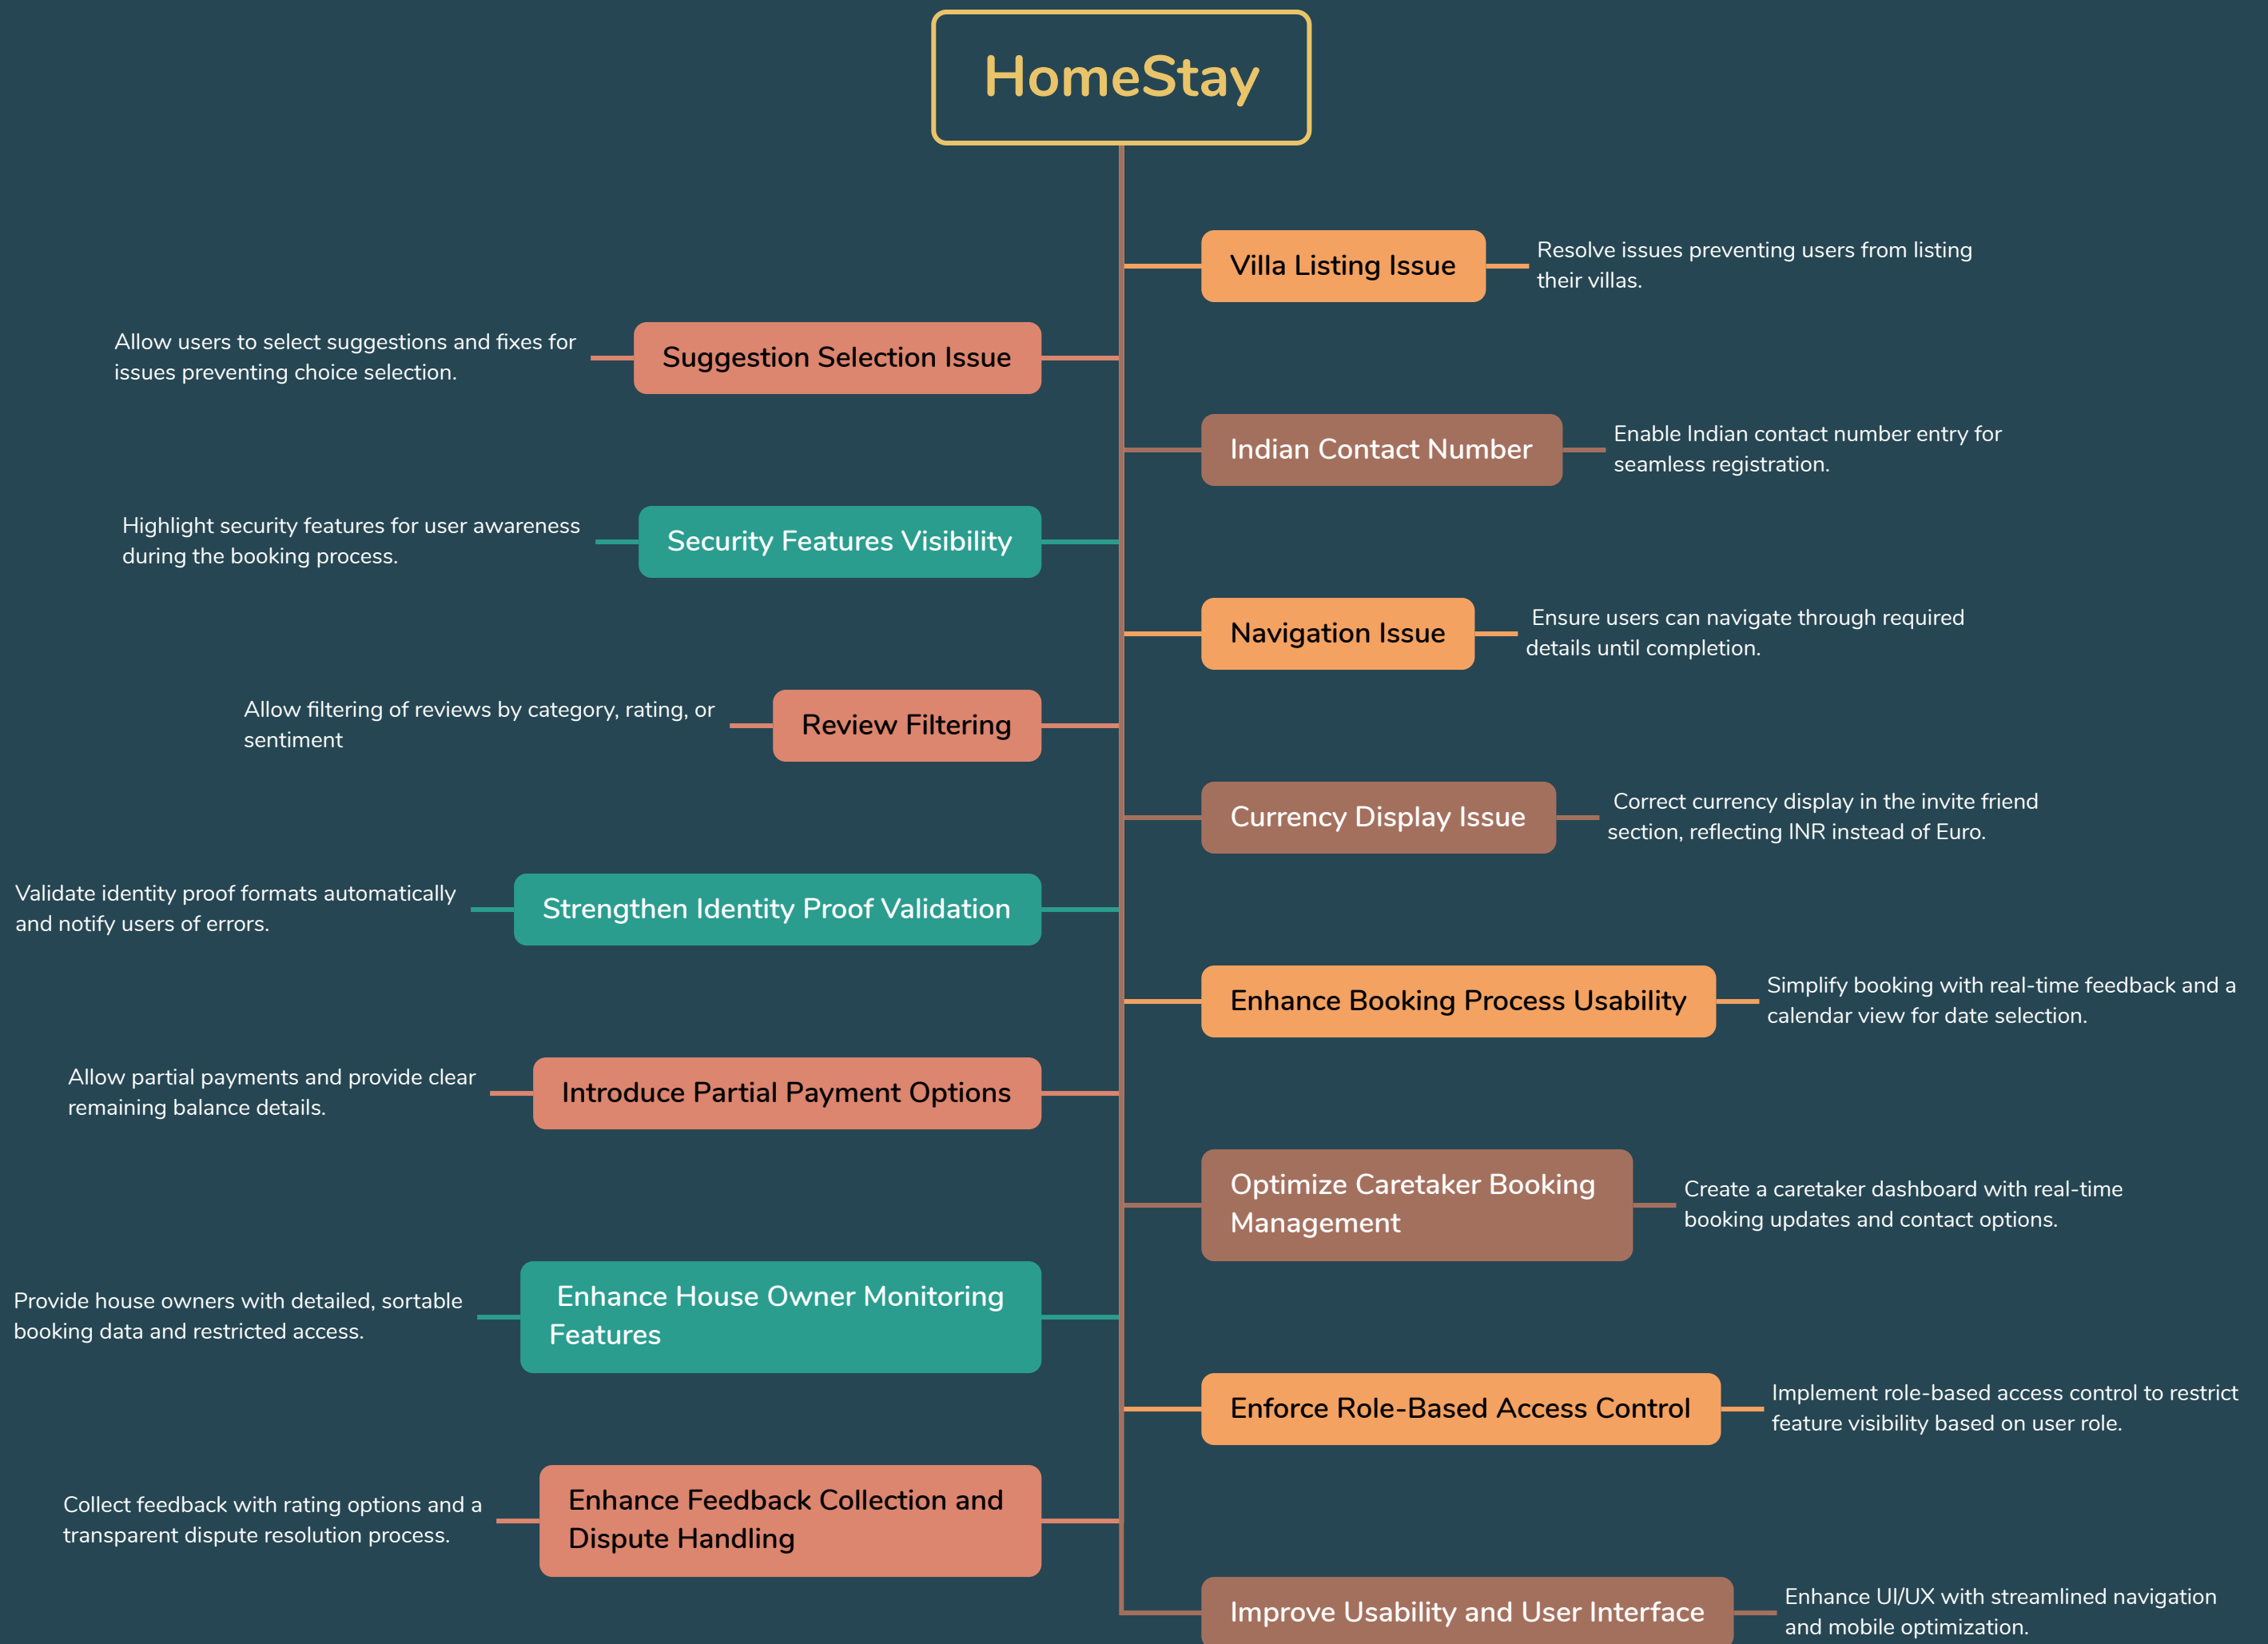 HomeStay
Villa Listing Issue
Resolve issues preventing users from listing
their villas.
Allow users to select suggestions and fixes for
issues preventing choice selection.
Suggestion Selection Issue
Indian Contact Number
Enable Indian contact number entry for
seamless registration.
Highlight security features for user awareness
during the booking process.
Security Features Visibility
Navigation Issue
Ensure users can navigate through required
details until completion.
Allow filtering of reviews by category, rating, or
sentiment
Review Filtering
Currency Display Issue
Correct currency display in the invite friend
section, reflecting INR instead of Euro.
Validate identity proof formats automatically
and notify users of errors.
Strengthen Identity Proof Validation
Enhance Booking Process Usability
Simplify booking with real-time feedback and a
calendar view for date selection.
Allow partial payments and provide clear
remaining balance details.
Introduce Partial Payment Options
Optimize Caretaker Booking
Management
Create a caretaker dashboard with real-time
booking updates and contact options.
Provide house owners with detailed, sortable
booking data and restricted access.
Enhance House Owner Monitoring
Features
Enforce Role-Based Access Control
Implement role-based access control to restrict
feature visibility based on user role.
Collect feedback with rating options and a
transparent dispute resolution process.
Enhance Feedback Collection and
Dispute Handling
Improve Usability and User Interface
Enhance UI/UX with streamlined navigation
and mobile optimization.